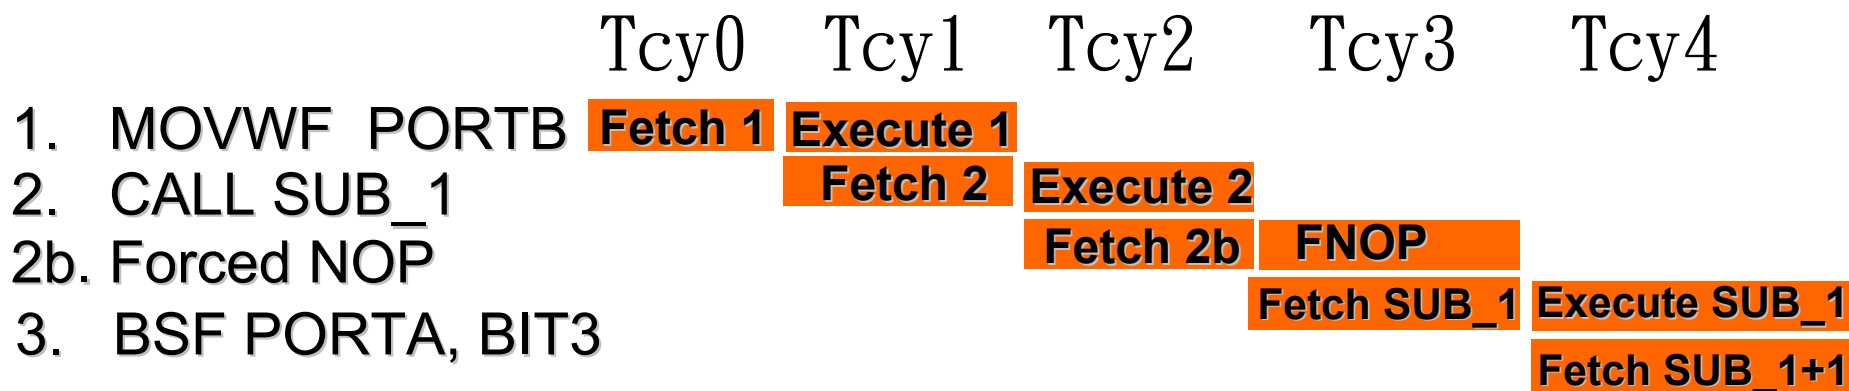 Tcy0 Tcy1 Tcy2 Tcy3 Tcy4
1. MOVWF PORTB Fetch 1 Execute 1
2. CALL SUB_1 Fetch 2 Execute 2
2b. Forced NOP Fetch 2b FNOP
Fetch SUB_1 Execute SUB_1
3. BSF PORTA, BIT3
Fetch SUB_1+1